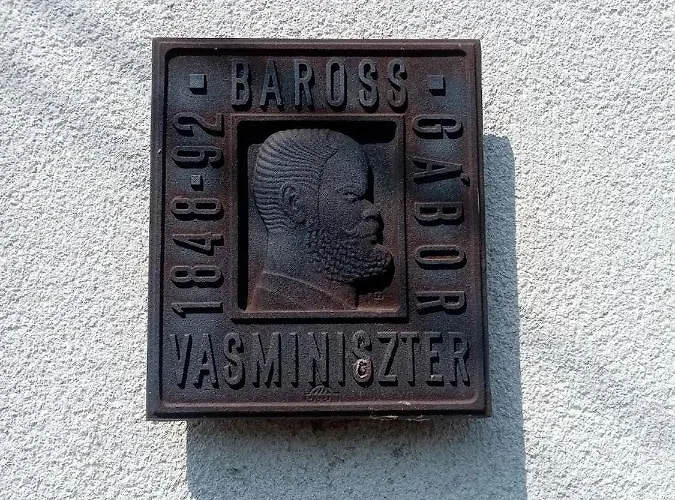 1848-92
BAROSS
GÁBOR
VASMINISZTER